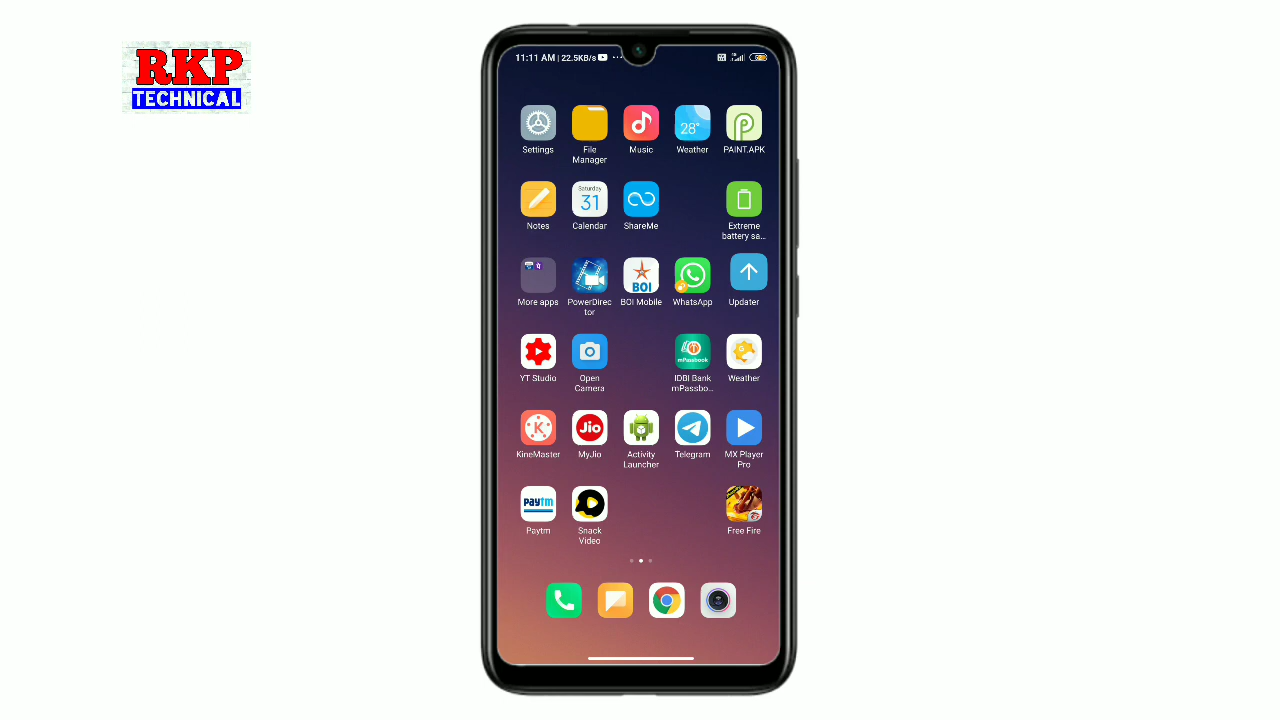 RKP
TECHNICAL
11:11 AM | 22.5KB/s ...
Settings
File
Manager
Music
28°
Weather
PAINT.APK
Notes
Saturday
31
Calendar
ShareMe
Extreme
battery sa...
More apps
PowerDirec
tor
BOI
BOI Mobile
WhatsApp
Updater
YT Studio
Open
Camera
mPassbook
IDBI Bank
mPassbo...
Weather
K
KineMaster
Jio
MyJio
Activity
Launcher
Telegram
MX Player
Pro
paytm
Paytm
Snack
Video
Free Fire